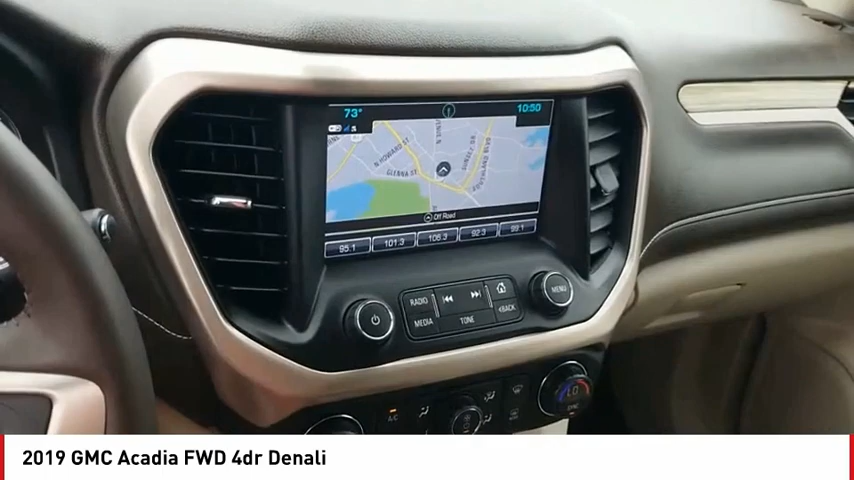 73° 10:50
N HOWARD ST
GLENNA ST
Off Road
95.1 101.3 106.3 92.3 99.1
RADIO
MEDIA TONE BACK
MENU
A/C
LO
SYNC
2019 GMC Acadia FWD 4dr Denali